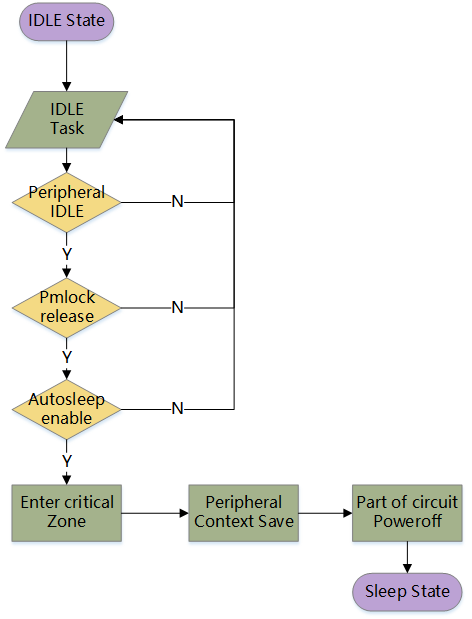 IDLE State
IDLE
Task
Peripheral
IDLE
N
Y
Pmlock
release
N
Y
Autosleep
enable
N
Y
Enter critical
Zone
Peripheral
Context Save
Part of circuit
Poweroff
Sleep State